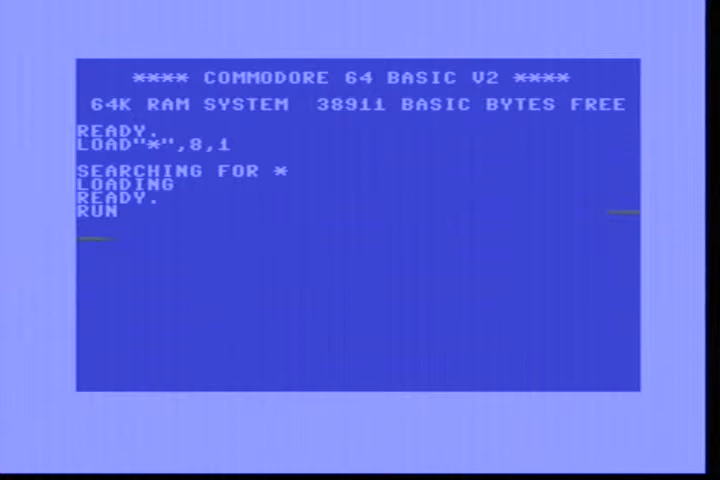 **** COMMODORE 64 BASIC V2 ****
64K RAM SYSTEM  38911 BASIC BYTES FREE
READY.
LOAD"*",8,1
SEARCHING FOR *
LOADING
READY.
RUN